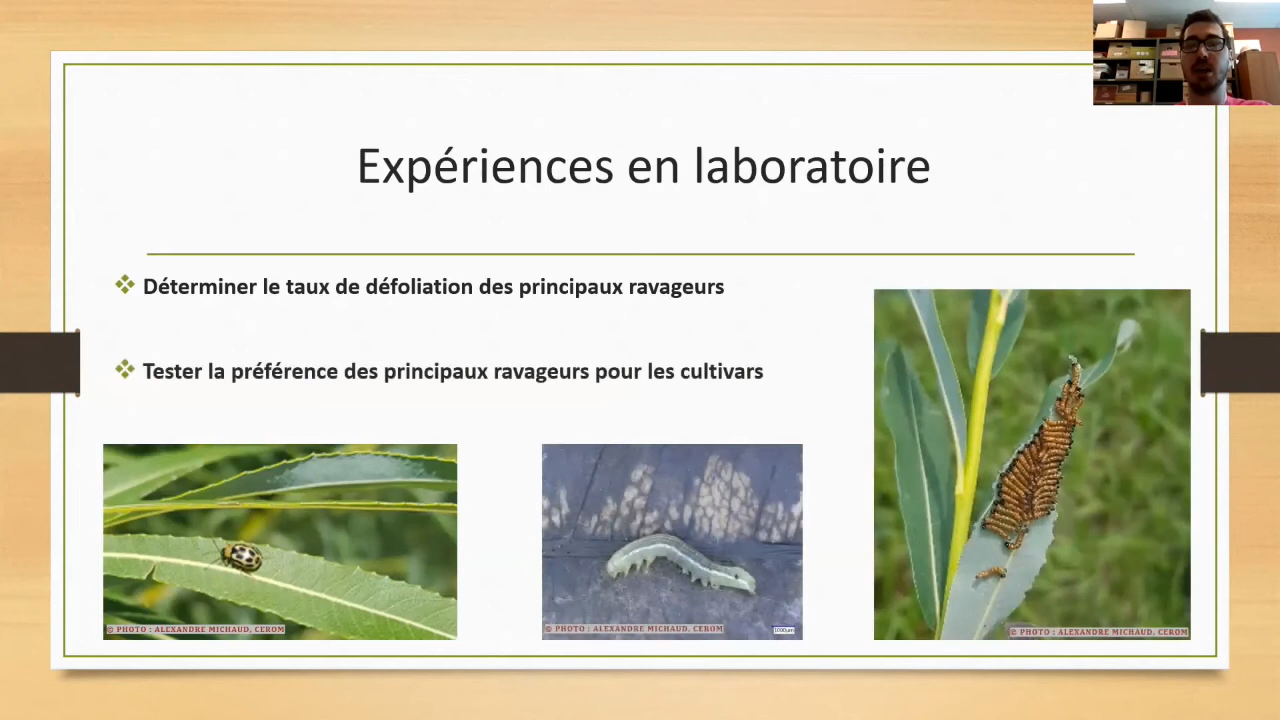 Expériences en laboratoire
Déterminer le taux de défoliation des principaux ravageurs
Tester la préférence des principaux ravageurs pour les cultivars
© PHOTO : ALEXANDRE MICHAUD, CEROM
© PHOTO : ALEXANDRE MICHAUD, CEROM
1000µm
© PHOTO : ALEXANDRE MICHAUD, CEROM